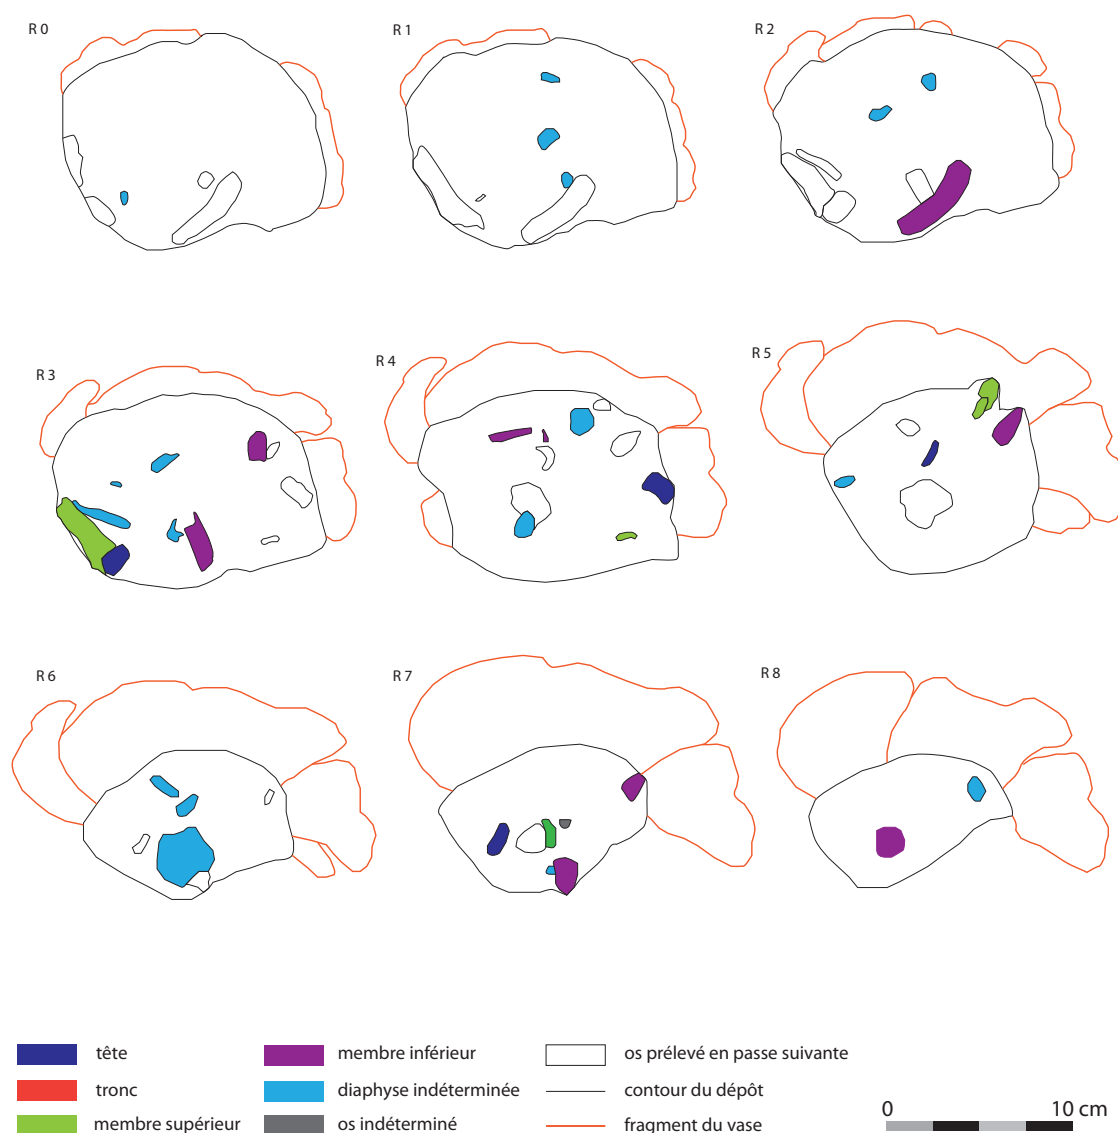 R 0
R 1
R 2
R 3
R 4
R 5
R 6
R 7
R 8
tête
membre inférieur
os prélevé en passe suivante
tronc
diaphyse indéterminée
contour du dépôt
membre supérieur
os indéterminé
fragment du vase
0
10 cm